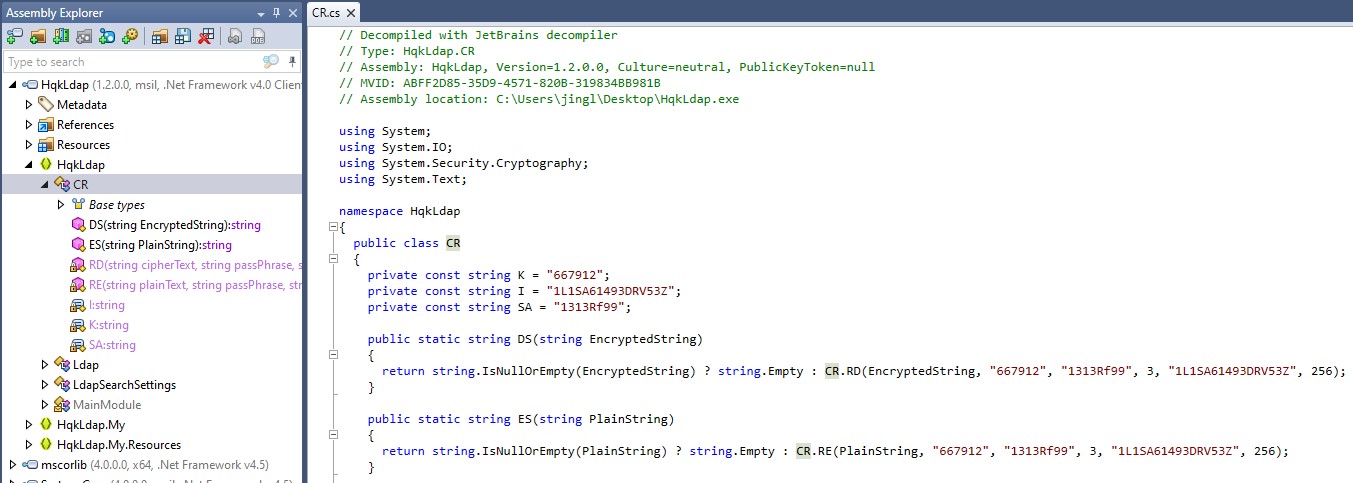 Assembly Explorer
Type to search
HqkLdap (1.2.0.0, msil, .Net Framework v4.0 Clien
Metadata
References
Resources
HqkLdap
CR
Base types
DS(string EncryptedString):string
ES(string PlainString):string
RD(string cipherText, string passPhrase, s
RE(string plainText, string passPhrase, str
I:string
K:string
SA:string
Ldap
LdapSearchSettings
MainModule
HqkLdap.My
HqkLdap.My.Resources
mscorlib (4.0.0.0, x64, .Net Framework v4.5)
CR.cs
// Decompiled with JetBrains decompiler
// Type: HqkLdap.CR
// Assembly: HqkLdap, Version=1.2.0.0, Culture=neutral, PublicKeyToken=null
// MVID: ABFF2D85-35D9-4571-820B-319834BB981B
// Assembly location: C:\Users\jingl\Desktop\HqkLdap.exe
using System;
using System.IO;
using System.Security.Cryptography;
using System.Text;
namespace HqkLdap
{
public class CR
{
private const string K = "667912";
private const string I = "1L1SA61493DRV53Z";
private const string SA = "1313Rf99";
public static string DS(string EncryptedString)
{
return string.IsNullOrEmpty(EncryptedString) ? string.Empty : CR.RD(EncryptedString, "667912", "1313Rf99", 3, "1L1SA61493DRV53Z", 256);
}
public static string ES(string PlainString)
{
return string.IsNullOrEmpty(PlainString) ? string.Empty : CR.RE(PlainString, "667912", "1313Rf99", 3, "1L1SA61493DRV53Z", 256);
}